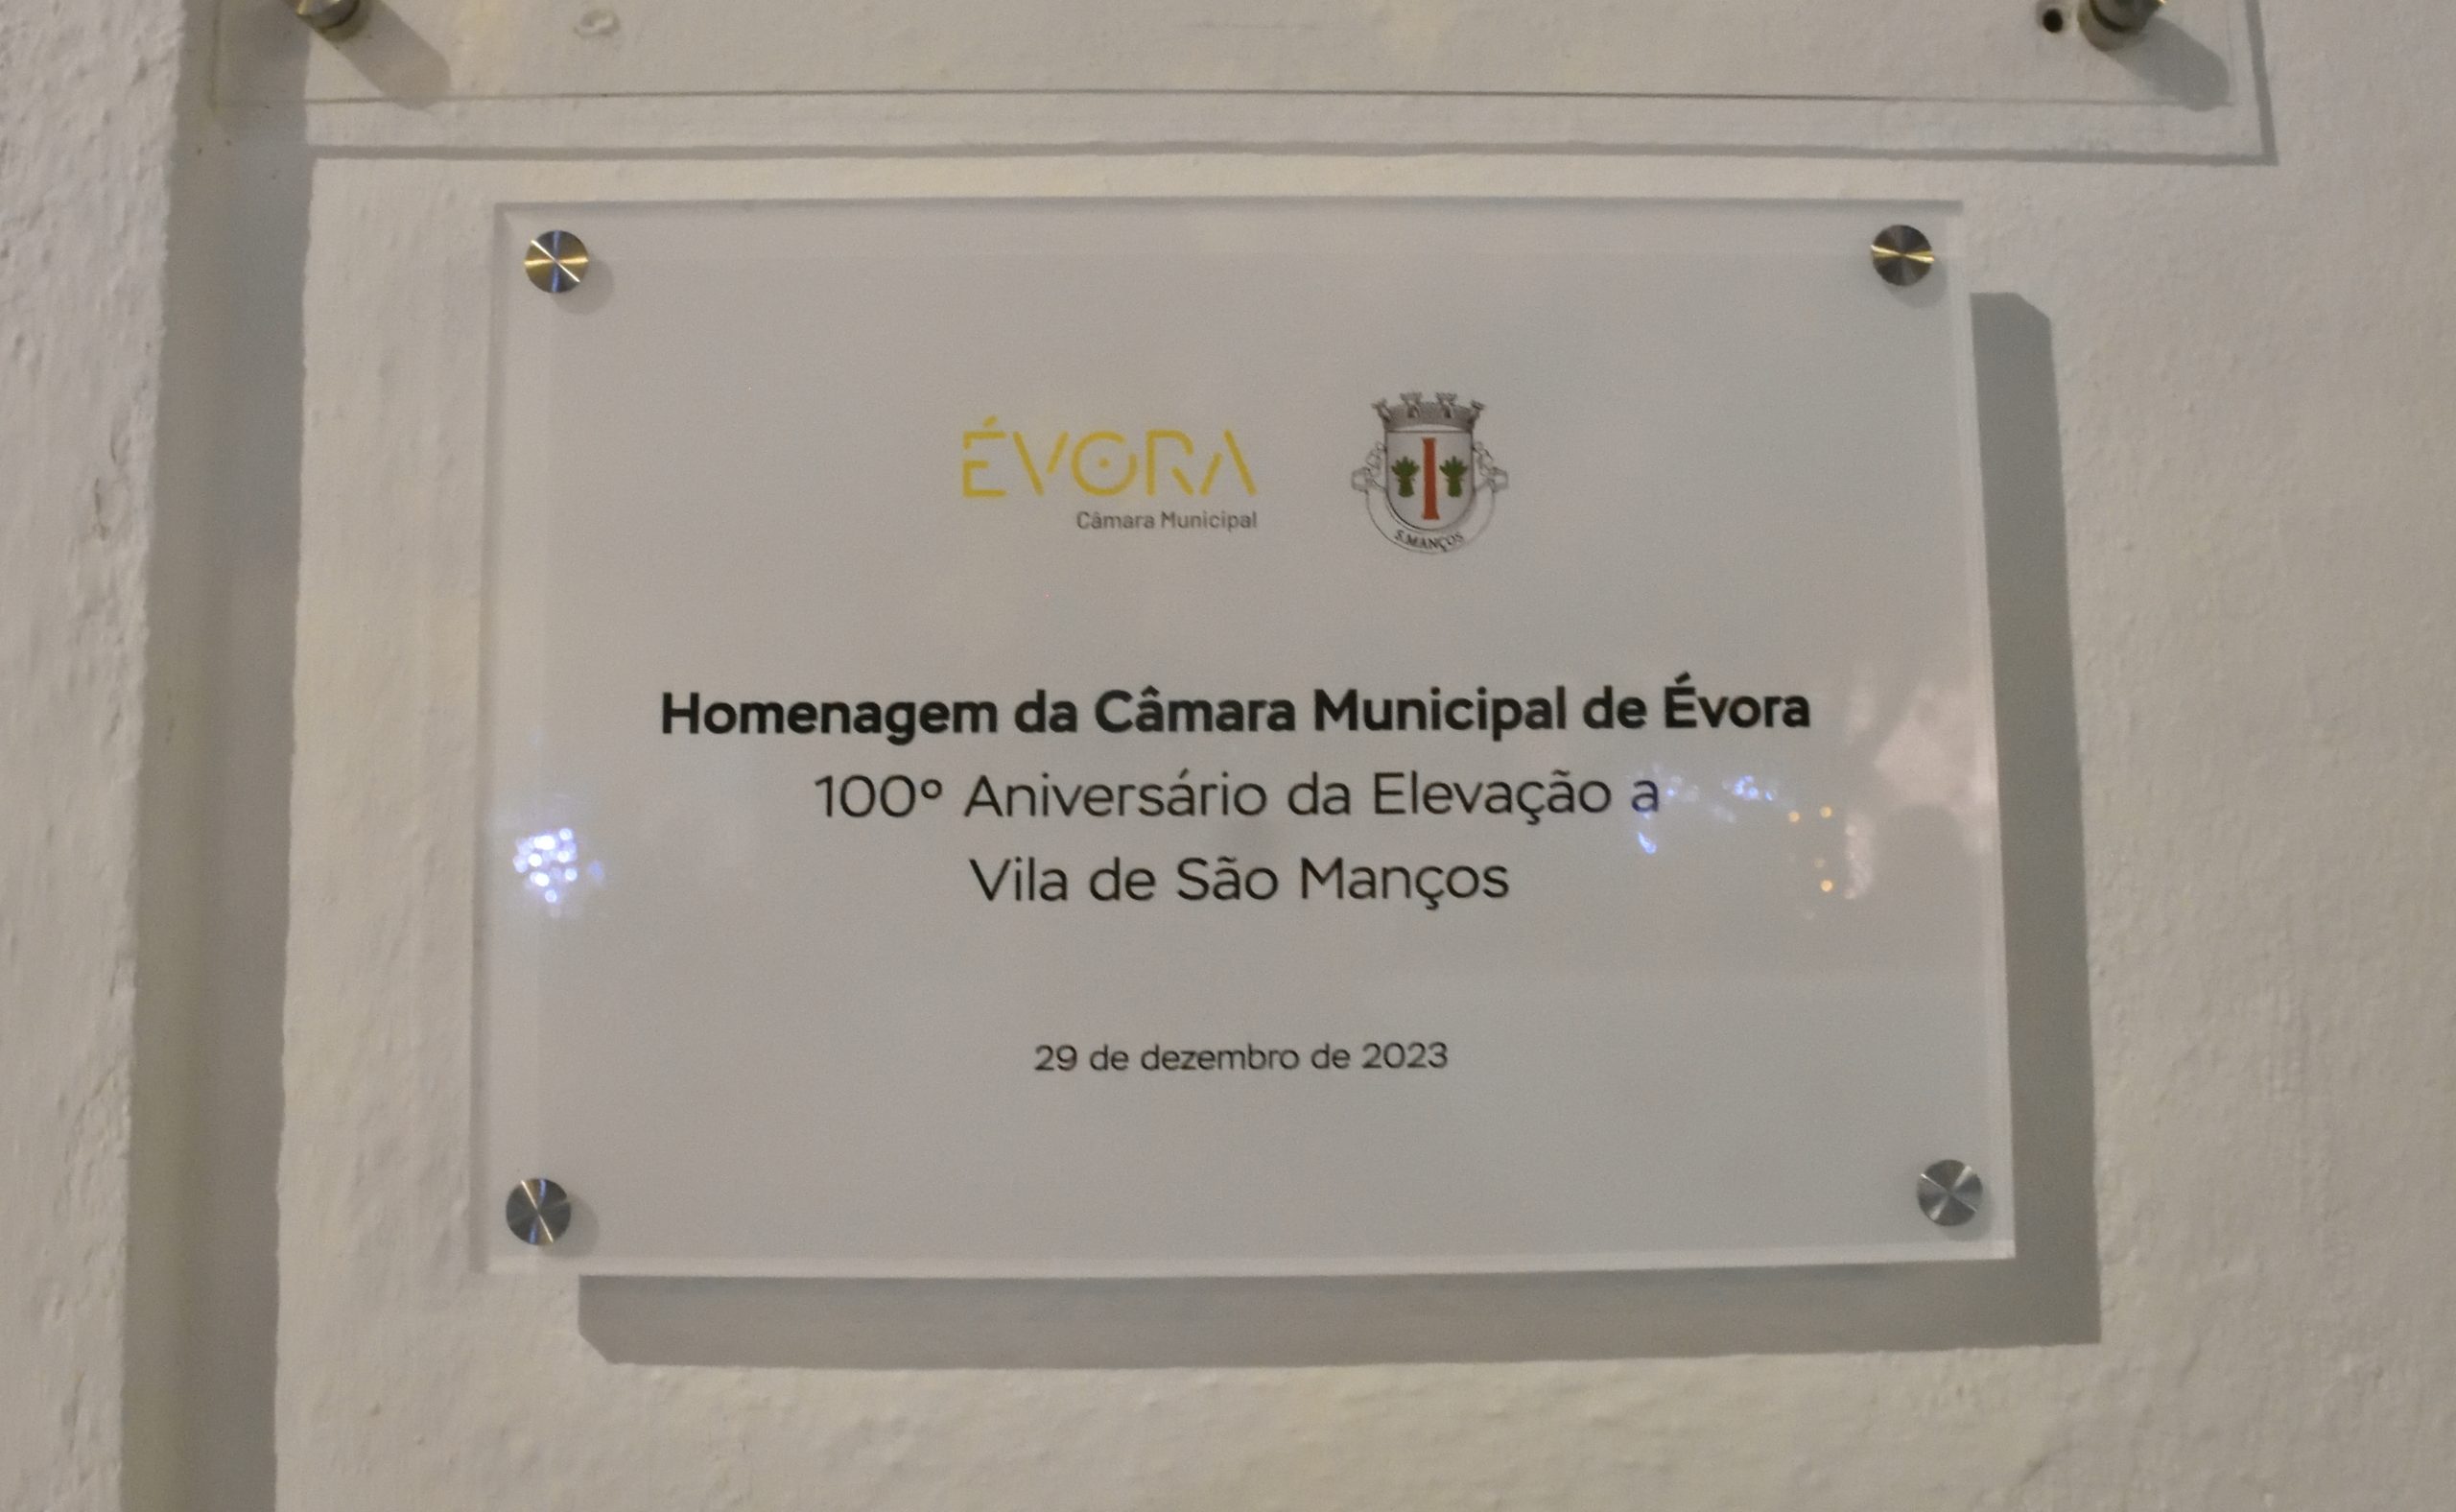 ÉVORA
Câmara Municipal
S. MANÇOS
Homenagem da Câmara Municipal de Évora
100º Aniversário da Elevação a
Vila de São Manços
29 de dezembro de 2023